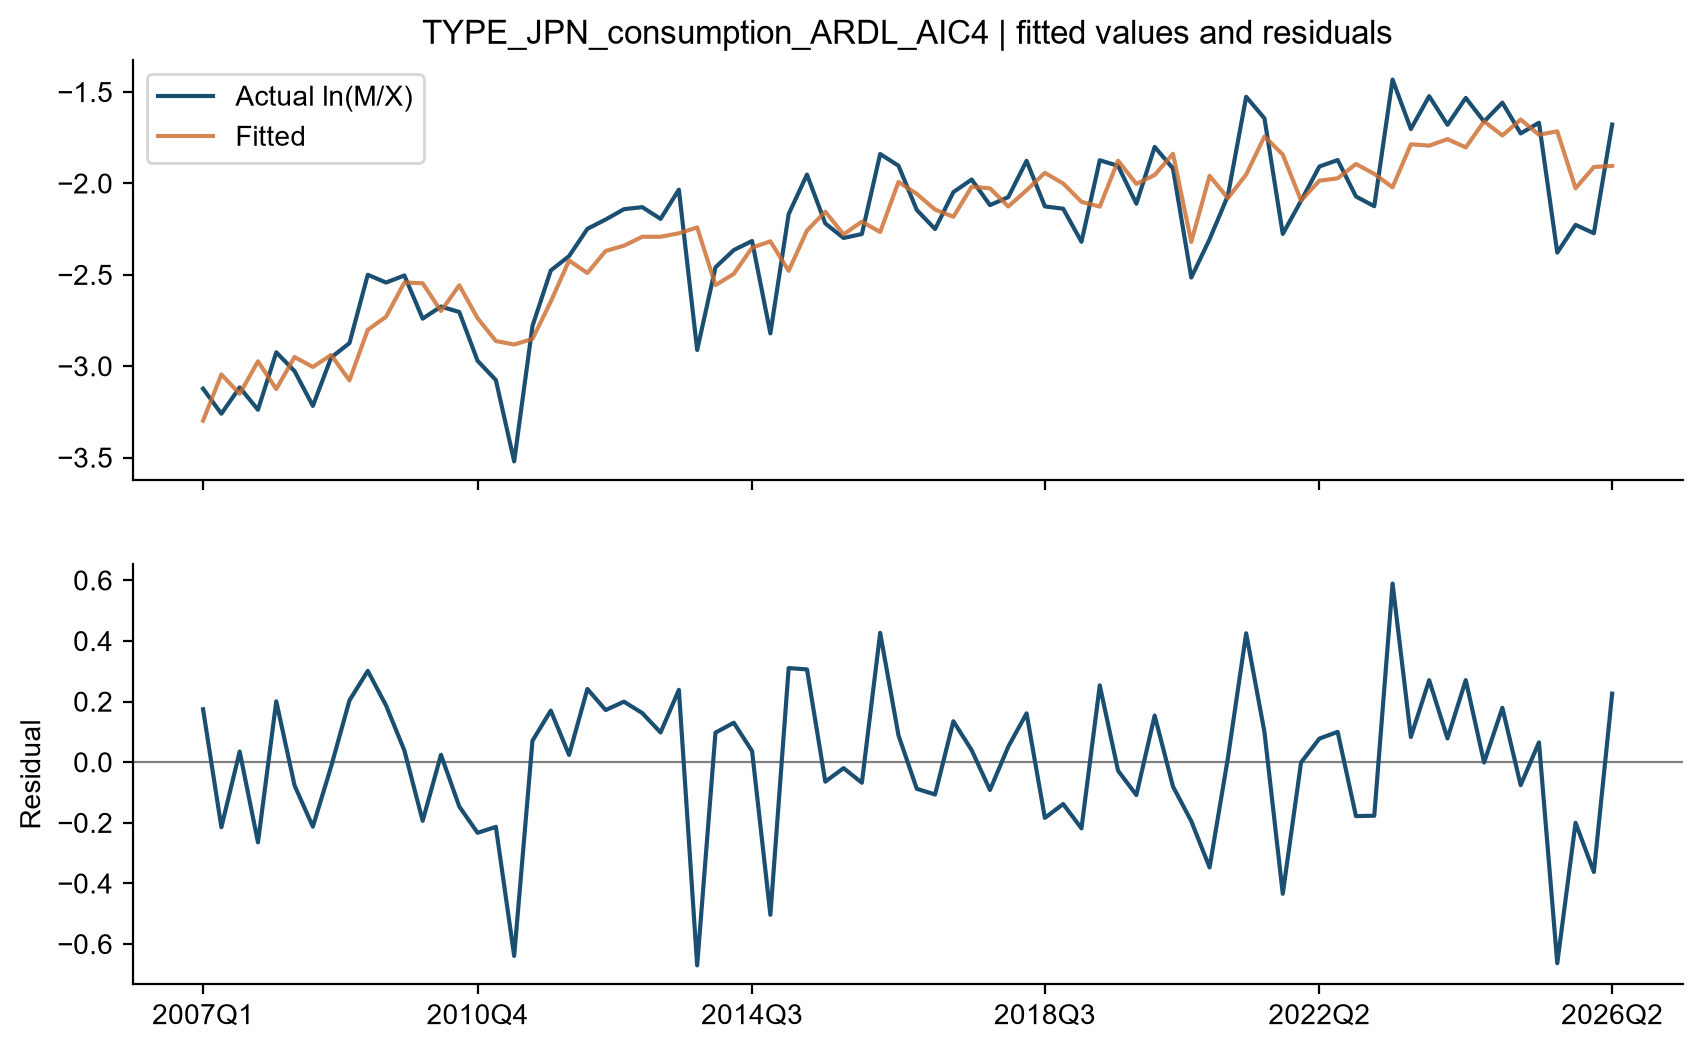 TYPE_JPN_consumption_ARDL_AIC4 | fitted values and residuals
Actual ln(M/X)
Fitted
−1.5
−2.0
−2.5
−3.0
−3.5
0.6
0.4
0.2
0.0
−0.2
−0.4
−0.6
Residual
2007Q1 2010Q4 2014Q3 2018Q3 2022Q2 2026Q2